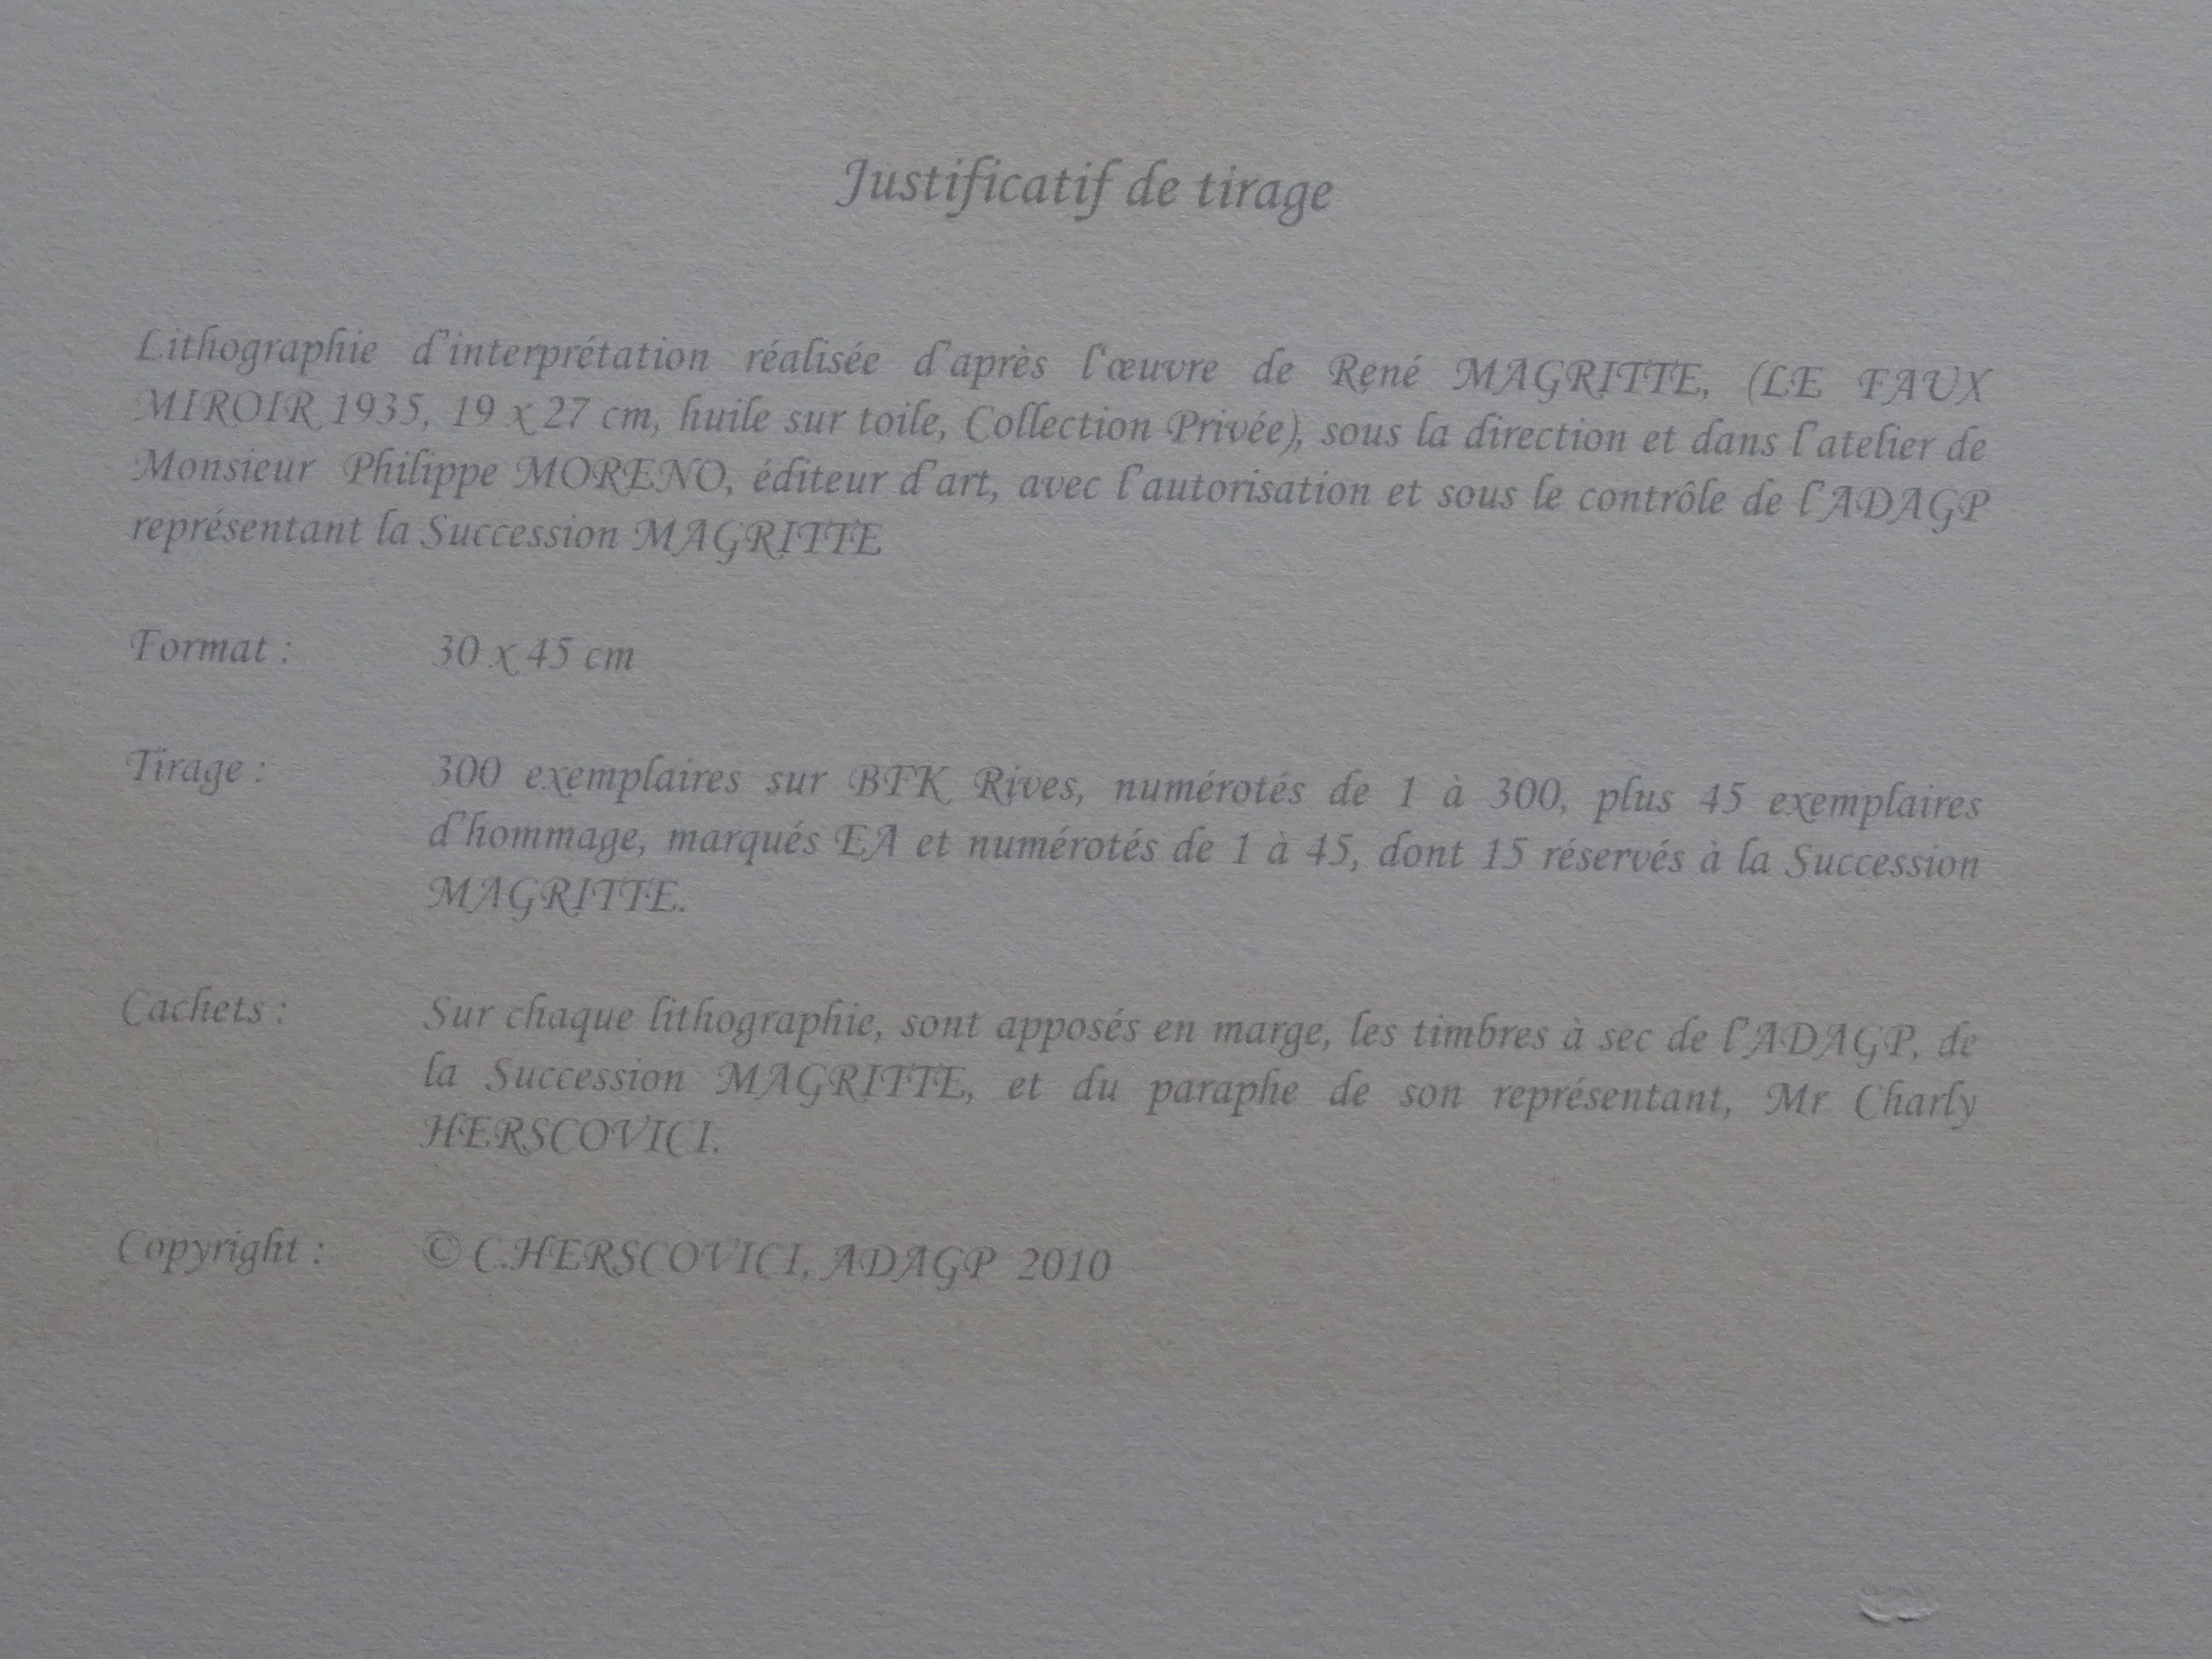 Justificatif de tirage
Lithographie d'interprétation réalisée d'après l'œuvre de René MAGRITTE, (LE FAUX
MIROIR 1935, 19 x 27 cm, huile sur toile, Collection Privée), sous la direction et dans l'atelier de
Monsieur Philippe MORENO, éditeur d'art, avec l'autorisation et sous le contrôle de l'ADAGP
représentant la Succession MAGRITTE
Format : 30 x 45 cm
Tirage : 300 exemplaires sur BFK Rives, numérotés de 1 à 300, plus 45 exemplaires
d'hommage, marqués EA et numérotés de 1 à 45, dont 15 réservés à la Succession
MAGRITTE.
Cachets : Sur chaque lithographie, sont apposés en marge, les timbres à sec de l'ADAGP, de
la Succession MAGRITTE, et du paraphe de son représentant, Mr Charly
HERSCOVICI.
Copyright : © C.HERSCOVICI, ADAGP 2010